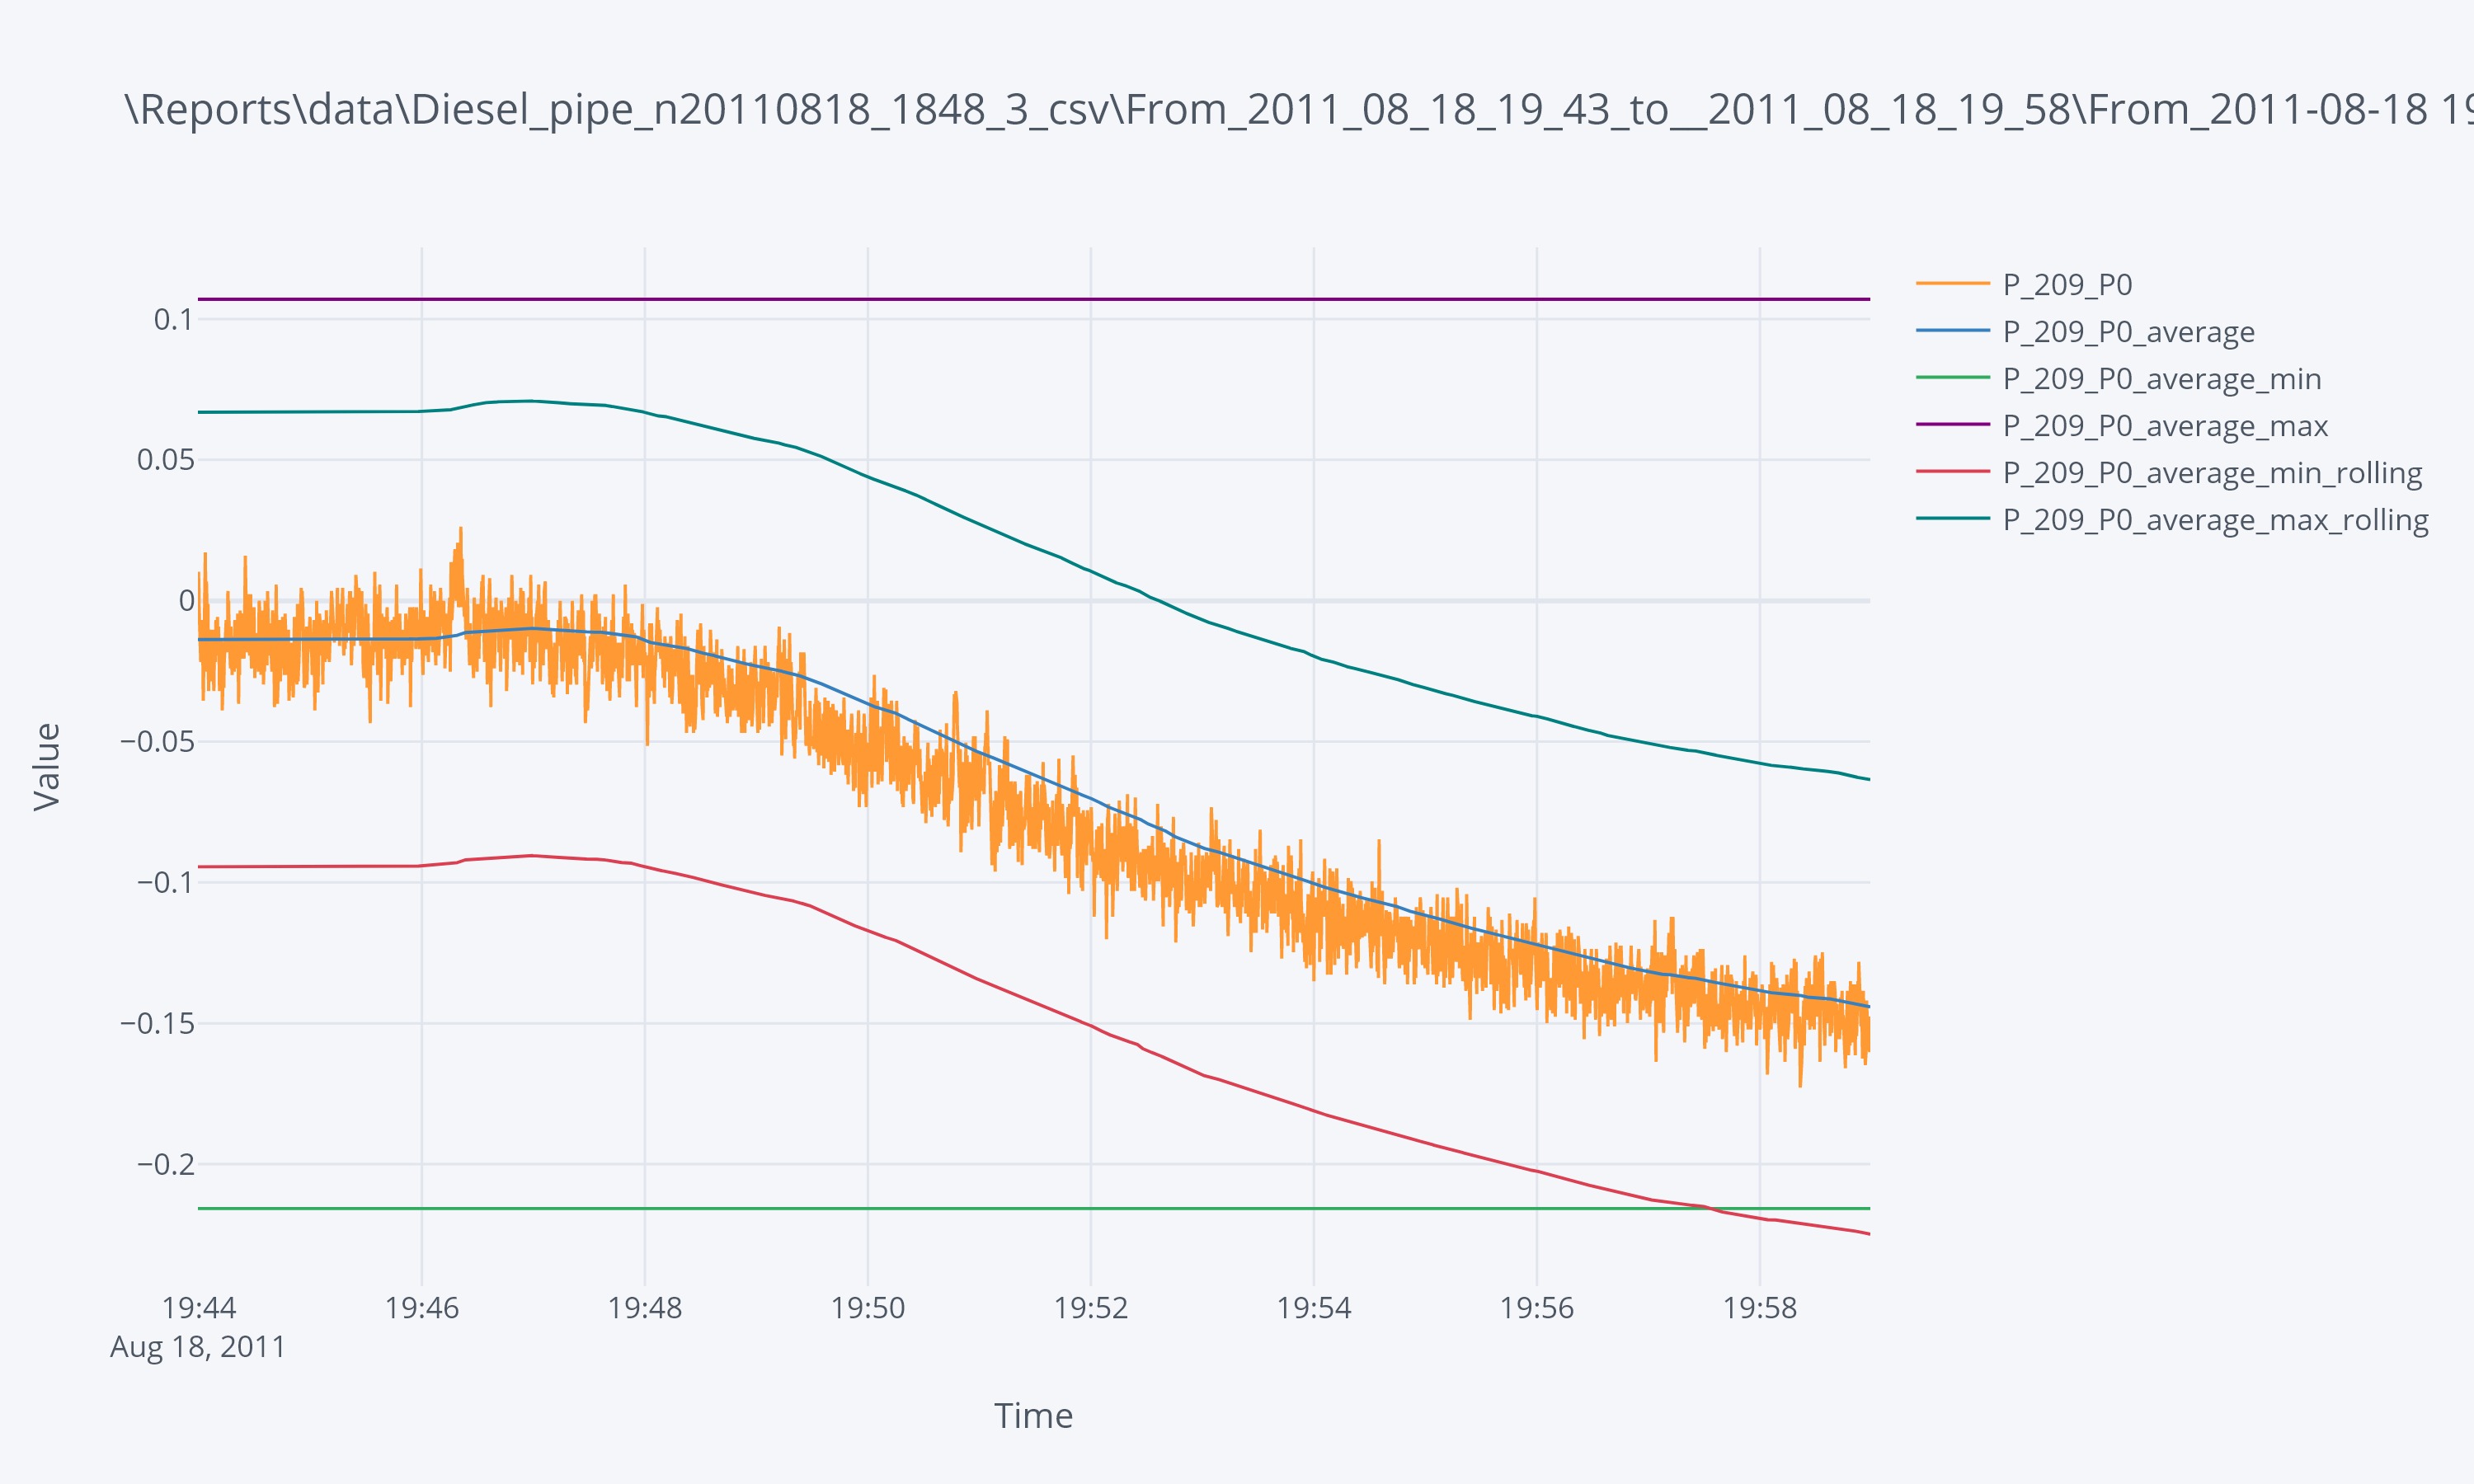 \Reports\data\Diesel_pipe_n20110818_1848_3_csv\From_2011_08_18_19_43_to__2011_08_18_19_58\From_2011-08-18 19
P_209_P0
P_209_P0_average
P_209_P0_average_min
P_209_P0_average_max
P_209_P0_average_min_rolling
P_209_P0_average_max_rolling
0.1
0.05
0
−0.05
−0.1
−0.15
−0.2
Value
19:44 19:46 19:48 19:50 19:52 19:54 19:56 19:58
Aug 18, 2011
Time